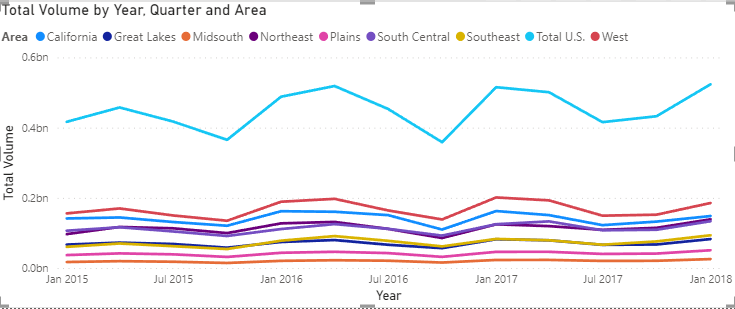 Total Volume by Year, Quarter and Area
Area California Great Lakes Midsouth Northeast Plains South Central Southeast Total U.S. West
0.6bn
0.4bn
0.2bn
0.0bn
Total Volume
Jan 2015 Jul 2015 Jan 2016 Jul 2016 Jan 2017 Jul 2017 Jan 2018
Year